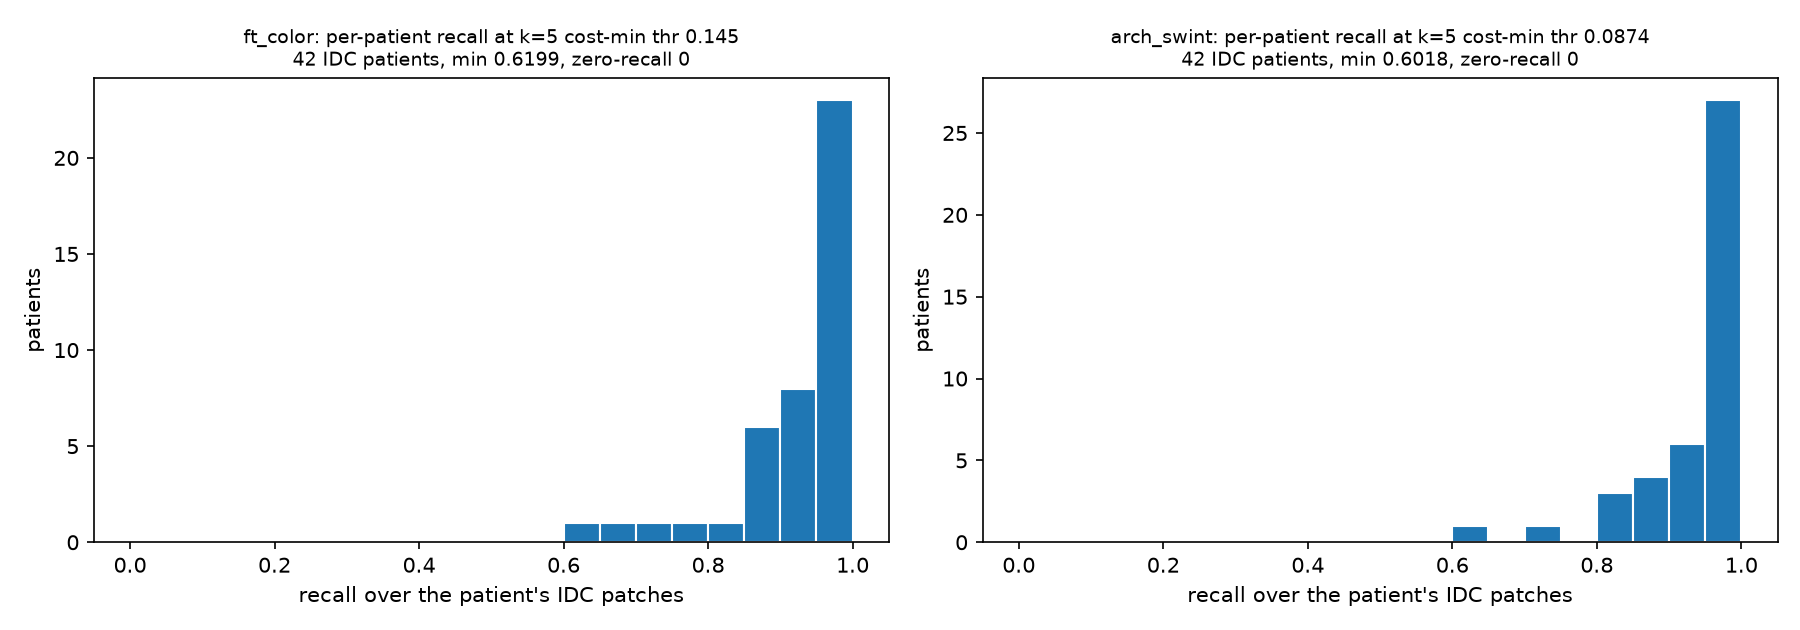 ft_color: per-patient recall at k=5 cost-min thr 0.145
42 IDC patients, min 0.6199, zero-recall 0
patients
20
15
10
5
0
0.0 0.2 0.4 0.6 0.8 1.0
recall over the patient's IDC patches
arch_swint: per-patient recall at k=5 cost-min thr 0.0874
42 IDC patients, min 0.6018, zero-recall 0
patients
25
20
15
10
5
0
0.0 0.2 0.4 0.6 0.8 1.0
recall over the patient's IDC patches